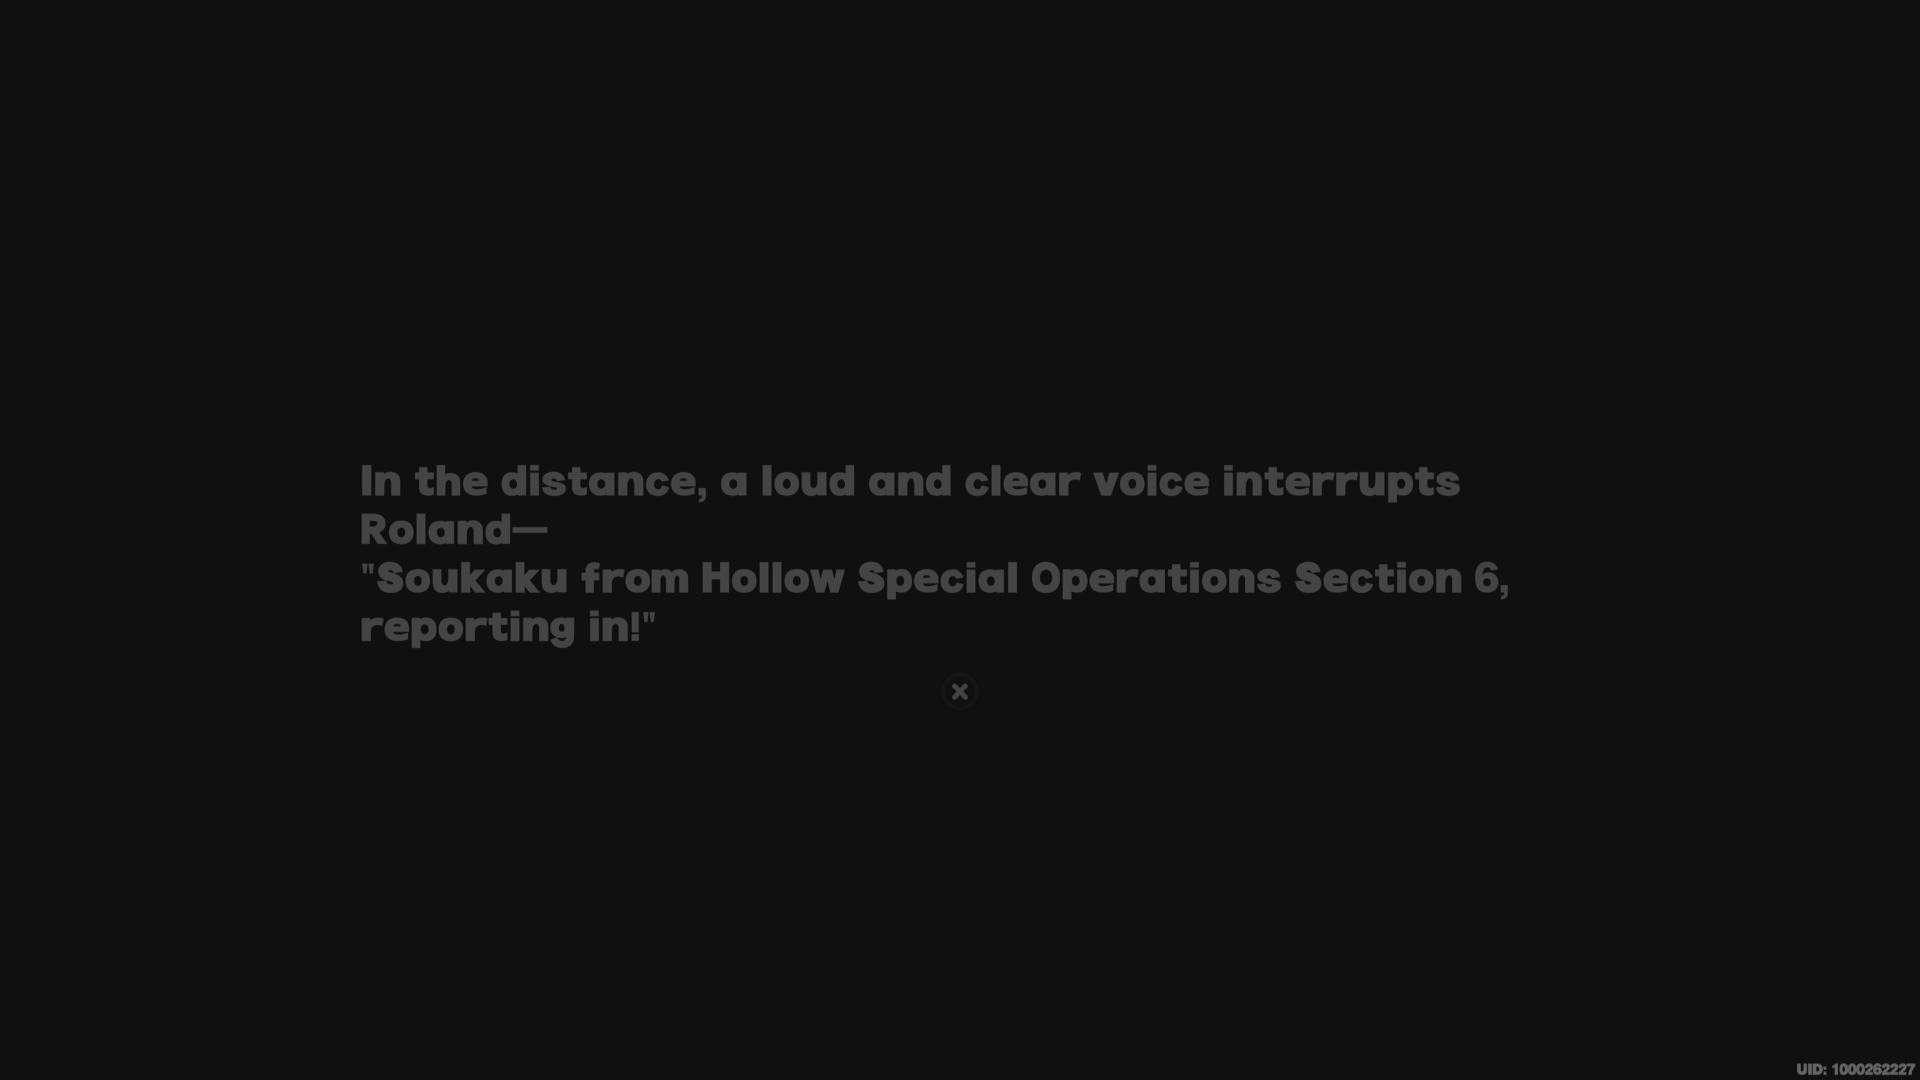 In the distance, a loud and clear voice interrupts
Roland—
"Soukaku from Hollow Special Operations Section 6,
reporting in!"
UID: 1000262227